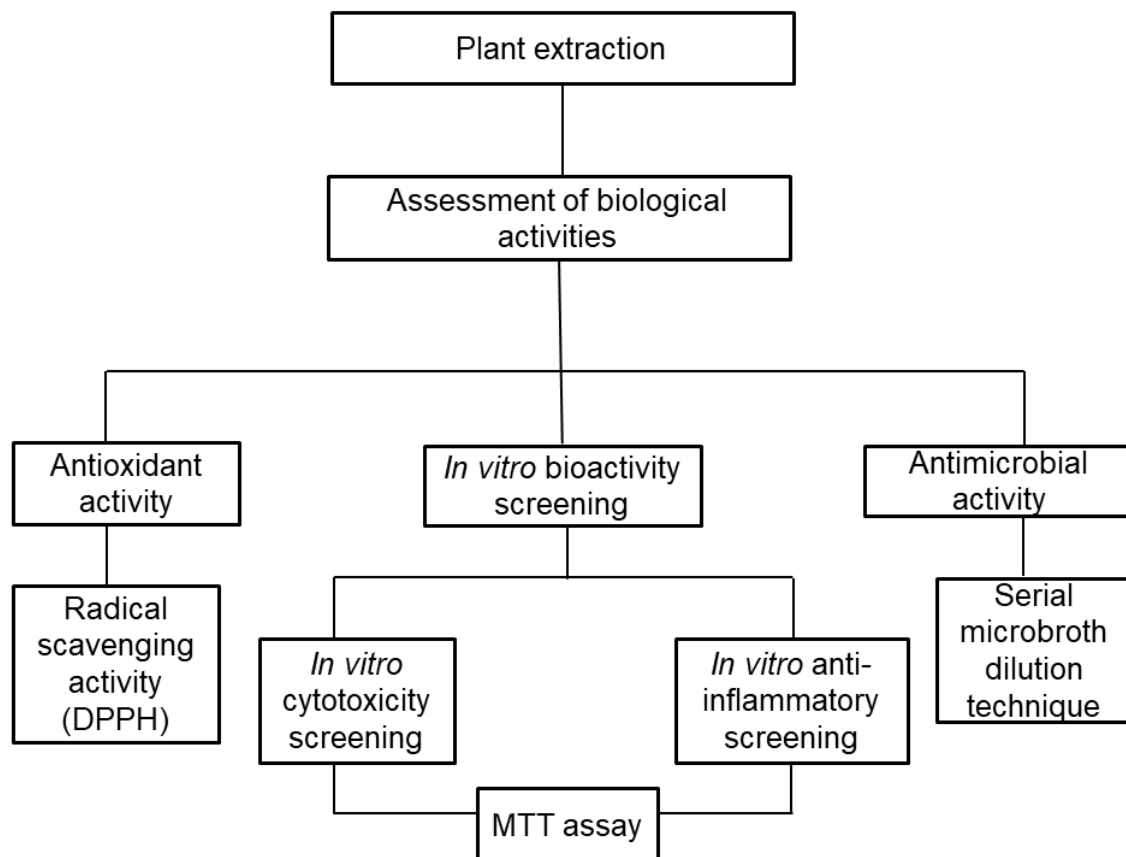 Plant extraction
Assessment of biological
activities
Antioxidant
activity
In vitro bioactivity
screening
Antimicrobial
activity
Radical
scavenging
activity
(DPPH)
In vitro
cytotoxicity
screening
In vitro anti-
inflammatory
screening
Serial
microbroth
dilution
technique
MTT assay